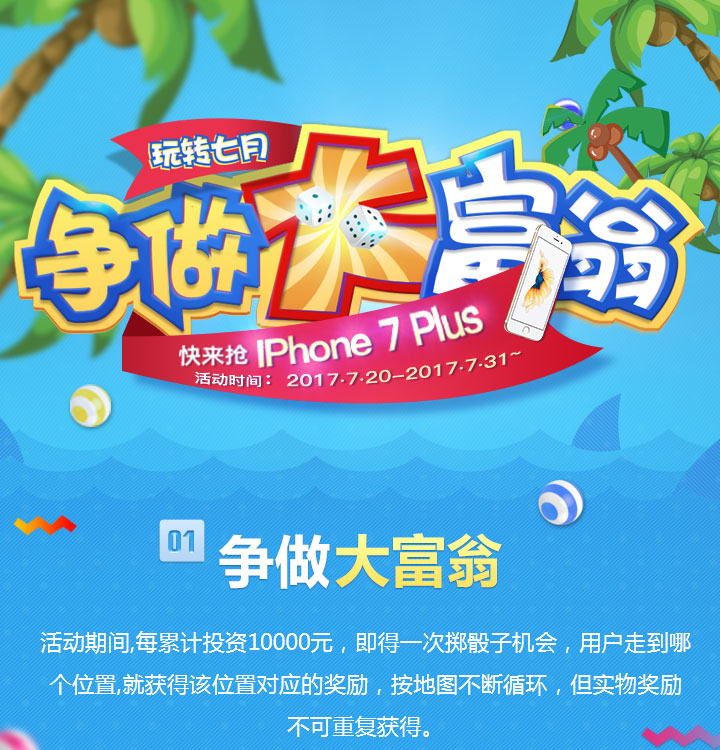 玩转七月
争做大富翁
快来抢 IPhone 7 Plus
活动时间: 2017·7·20-2017·7·31~
01 争做大富翁
活动期间,每累计投资10000元，即得一次掷骰子机会，用户走到哪
个位置,就获得该位置对应的奖励，按地图不断循环，但实物奖励
不可重复获得。